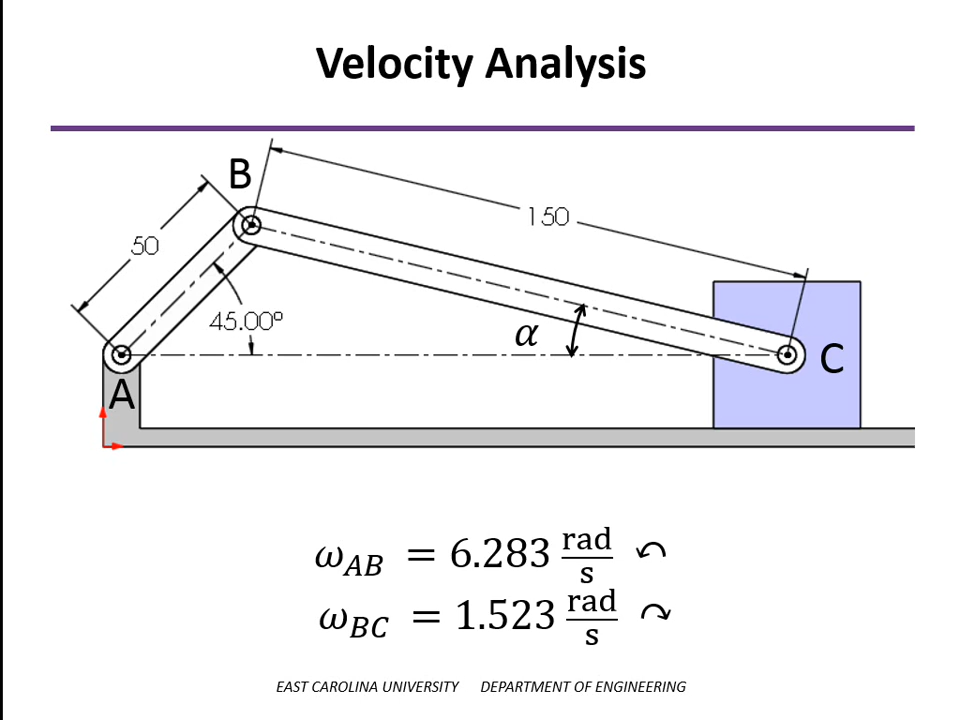 Velocity Analysis
B
150
50
45.00°
α
C
A
ω_AB = 6.283 rad/s ↶
ω_BC = 1.523 rad/s ↷
EAST CAROLINA UNIVERSITY DEPARTMENT OF ENGINEERING